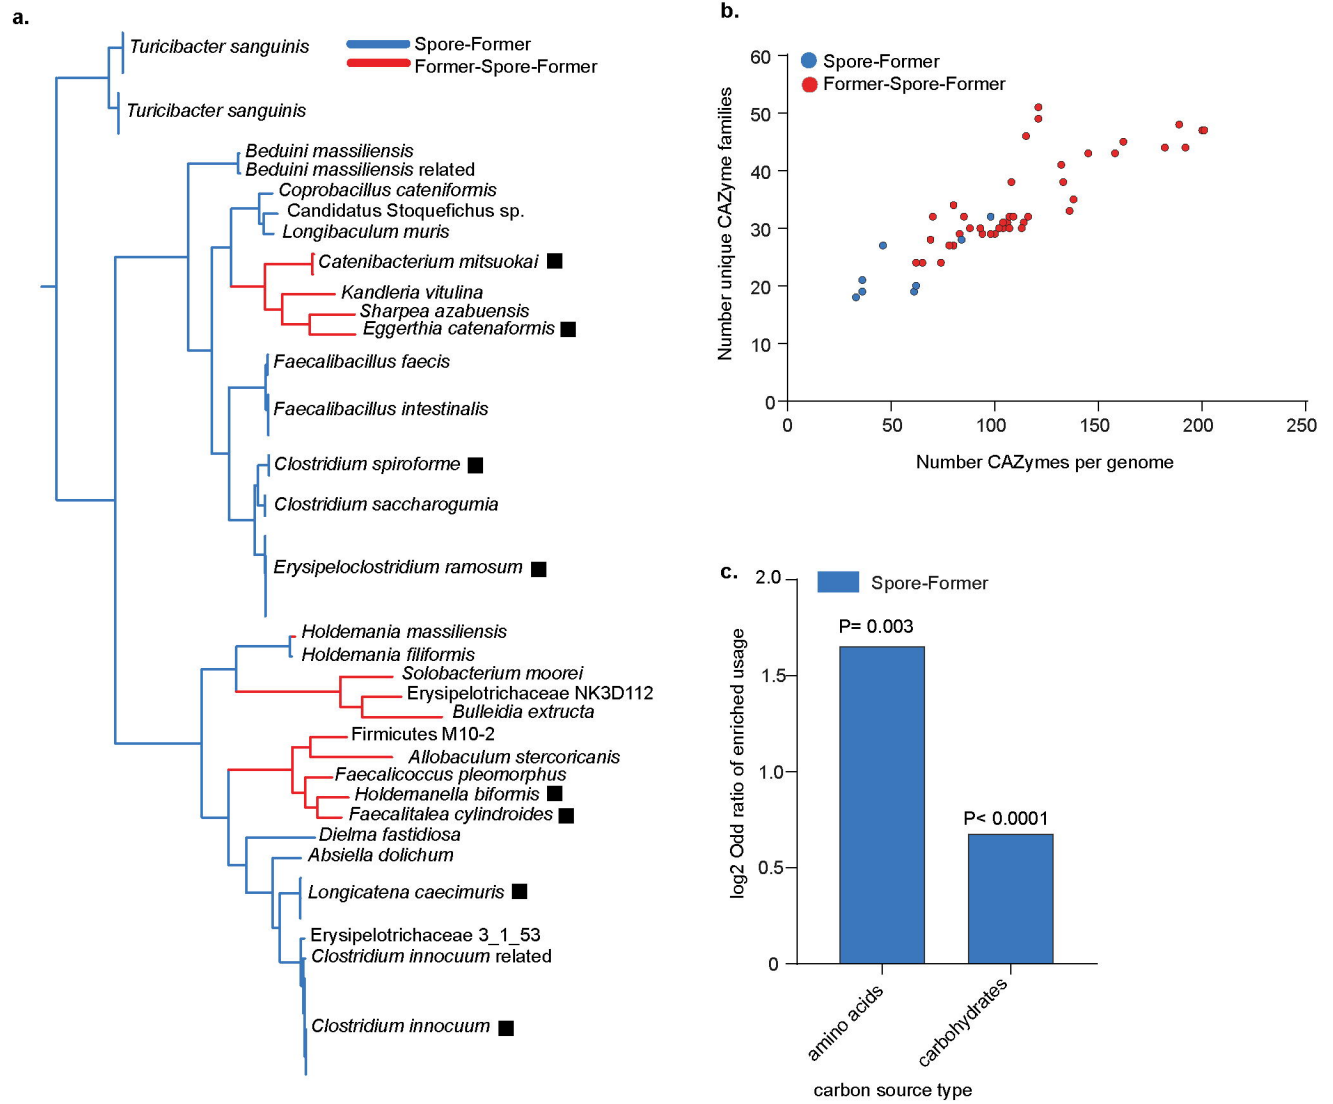 a.
Turicibacter sanguinis
Spore-Former
Former-Spore-Former
Turicibacter sanguinis
Beduini massiliensis
Beduini massiliensis related
Coprobacillus cateniformis
Candidatus Stoquefichus sp.
Longibaculum muris
Catenibacterium mitsuokai
Kandleria vitulina
Sharpea azabuensis
Eggerthia catenaformis
Faecalibacillus faecis
Faecalibacillus intestinalis
Clostridium spiroforme
Clostridium saccharogumia
Erysipeloclostridium ramosum
Holdemania massiliensis
Holdemania filiformis
Solobacterium moorei
Erysipelotrichaceae NK3D112
Bulleidia extructa
Firmicutes M10-2
Allobaculum stercoricanis
Faecalicoccus pleomorphus
Holdemanella biformis
Faecalitalea cylindroides
Dielma fastidiosa
Absiella dolichum
Longicatena caecimuris
Erysipelotrichaceae 3_1_53
Clostridium innocuum related
Clostridium innocuum
b.
Number unique CAZyme families
60
50
40
30
20
10
0
Spore-Former
Former-Spore-Former
0
50
100
150
200
250
Number CAZymes per genome
c.
log2 Odd ratio of enriched usage
2.0
1.5
1.0
0.5
0
Spore-Former
P= 0.003
P< 0.0001
amino acids
carbohydrates
carbon source type